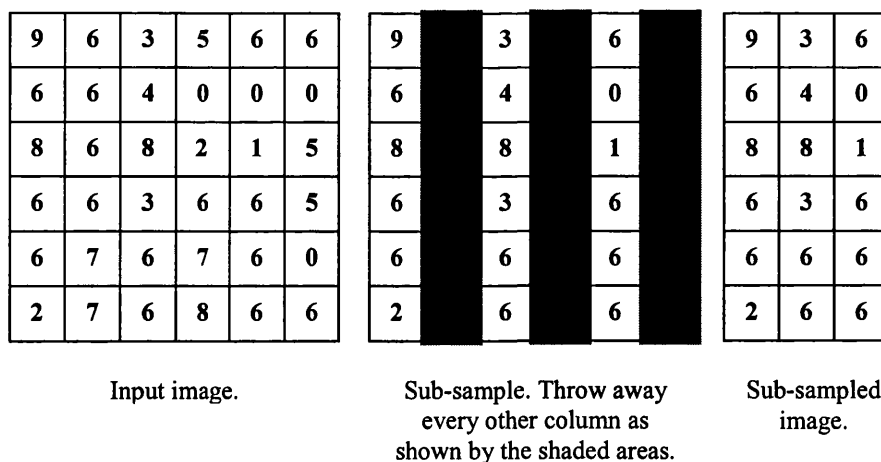 9 6 3 5 6 6
6 6 4 0 0 0
8 6 8 2 1 5
6 6 3 6 6 5
6 7 6 7 6 0
2 7 6 8 6 6
Input image.
9 3 6
6 4 0
8 8 1
6 3 6
6 6 6
2 6 6
Sub-sample. Throw away
every other column as
shown by the shaded areas.
9 3 6
6 4 0
8 8 1
6 3 6
6 6 6
2 6 6
Sub-sampled
image.